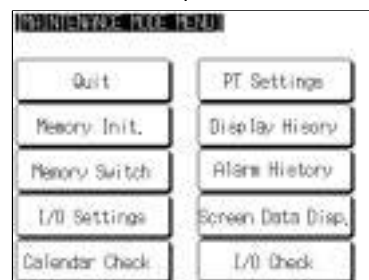 [MAINTENANCE MODE MENU]
Quit
PT Settings
Memory Init.
Display Hisory
Memory Switch
Alarm History
I/O Settings
Screen Data Disp.
Calendar Check
I/O Check